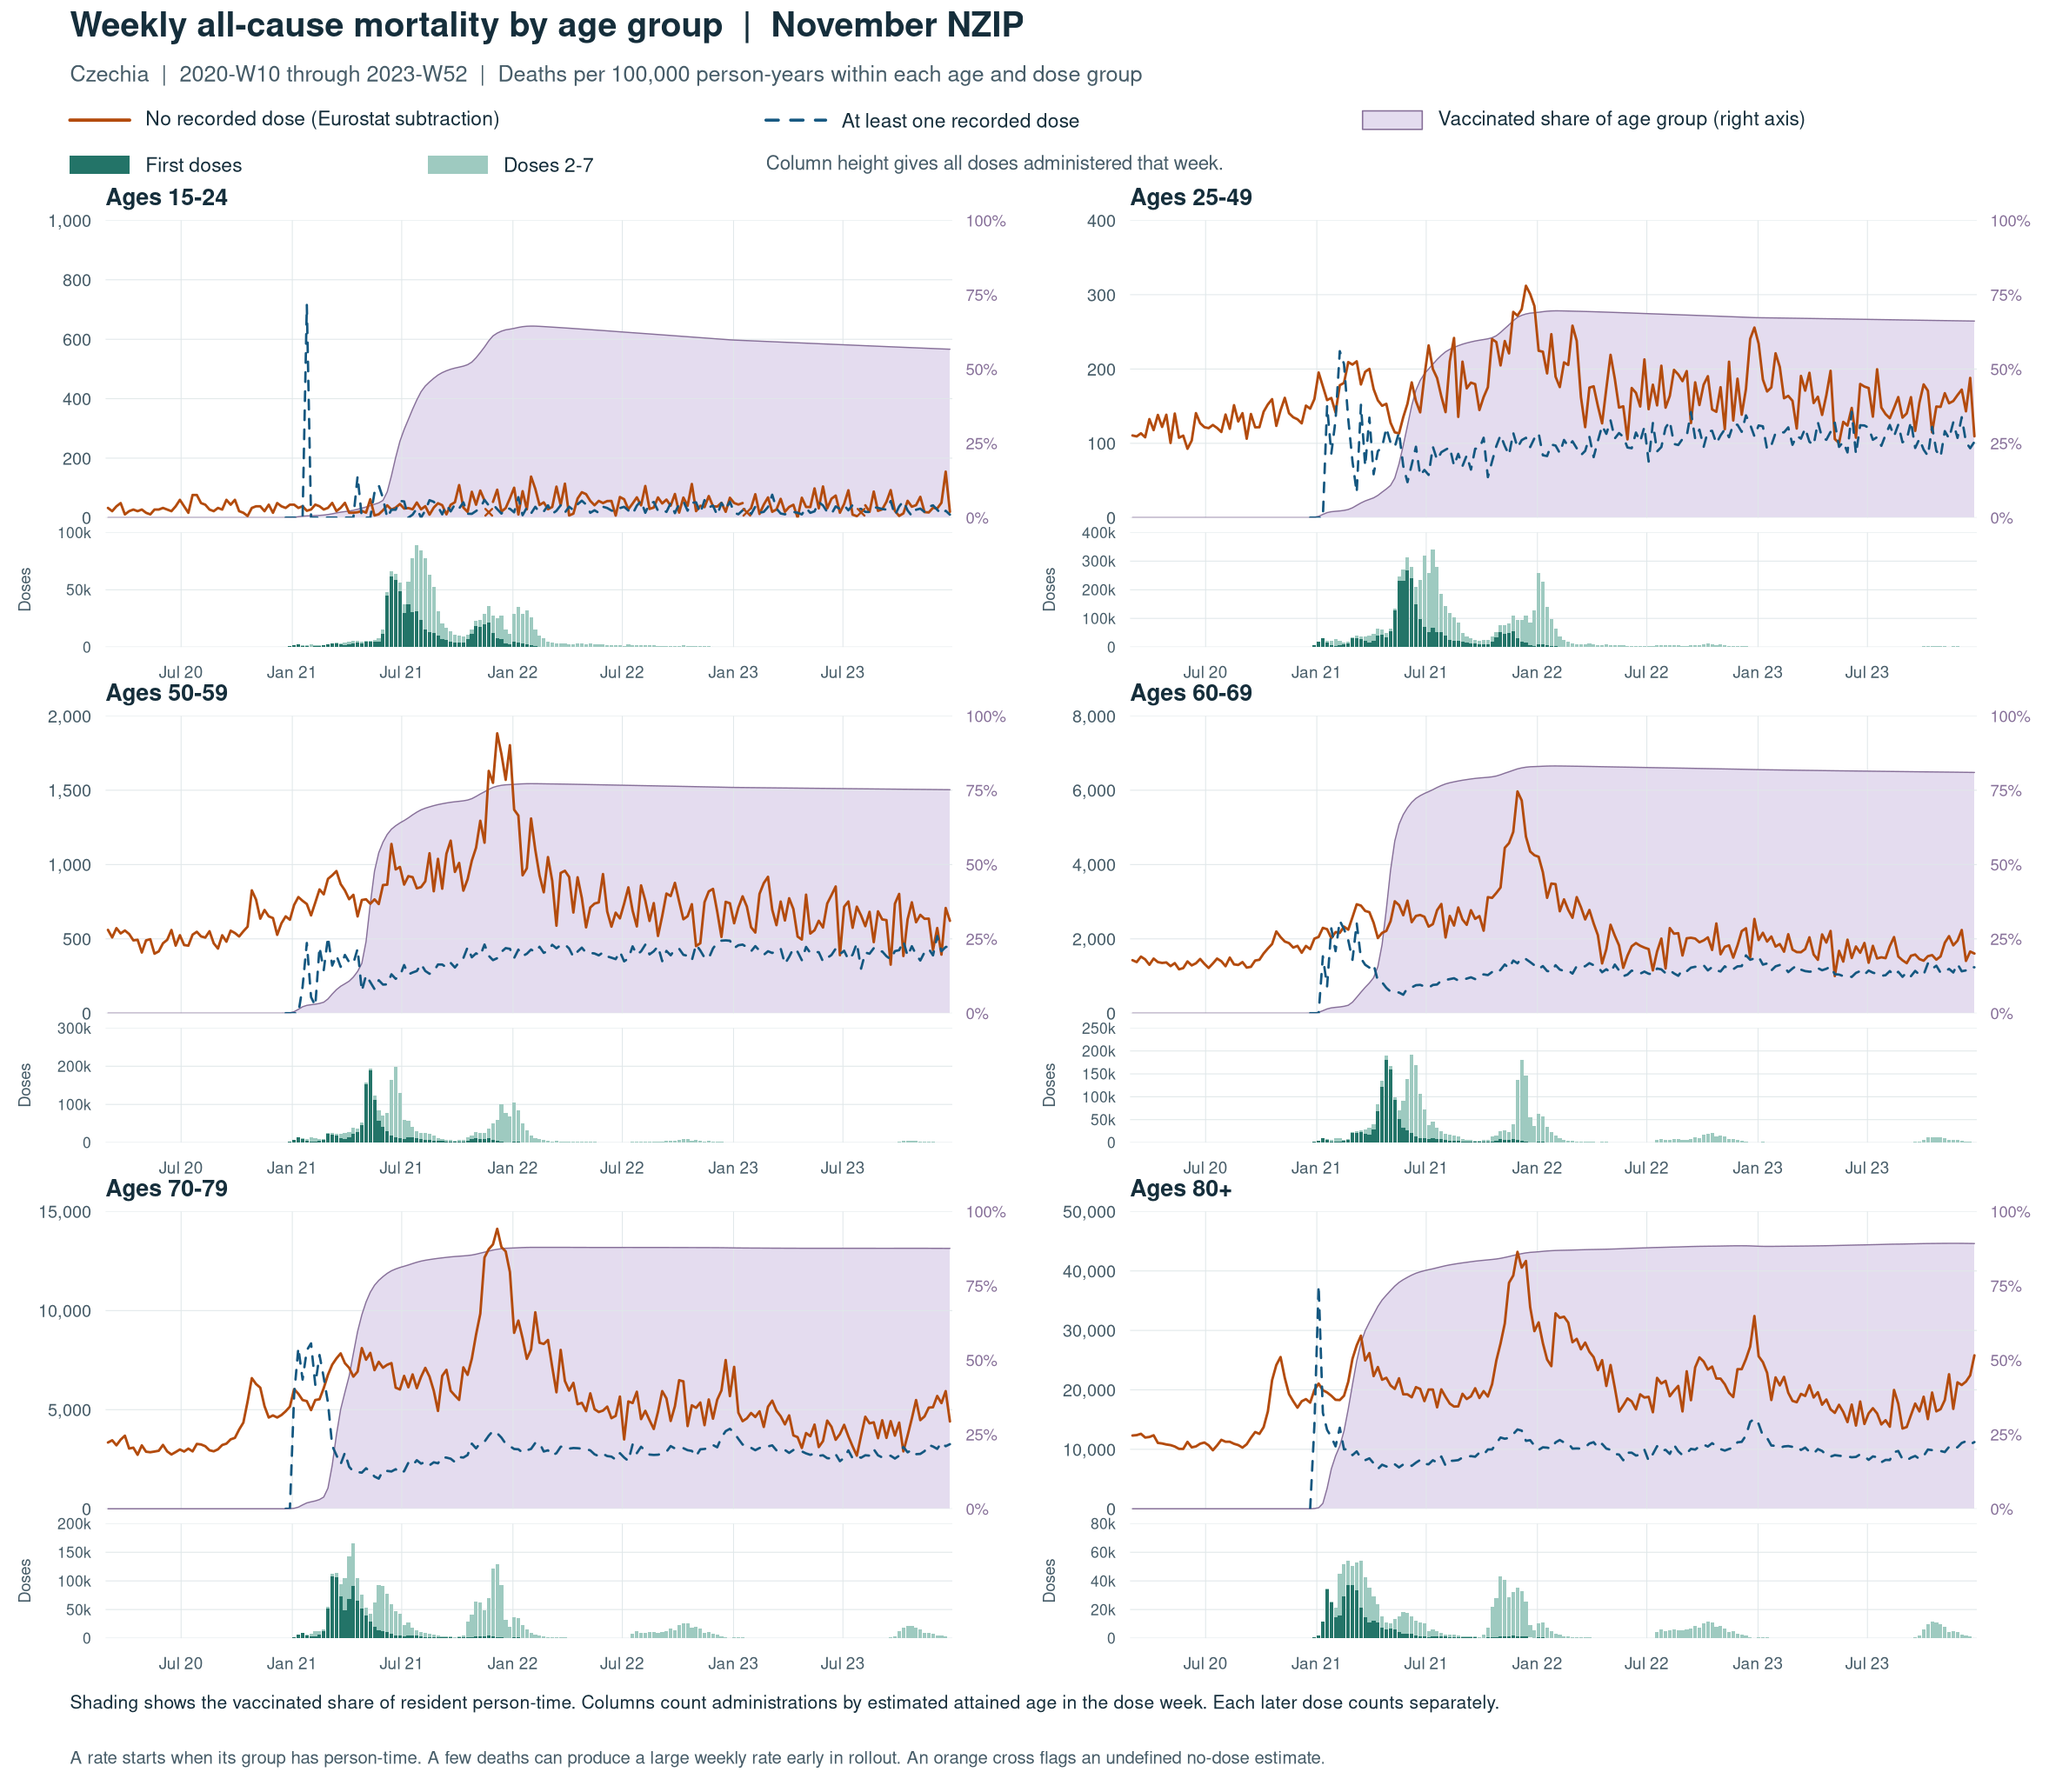 Weekly all-cause mortality by age group | November NZIP
Czechia | 2020-W10 through 2023-W52 | Deaths per 100,000 person-years within each age and dose group
No recorded dose (Eurostat subtraction)
At least one recorded dose
Vaccinated share of age group (right axis)
First doses
Doses 2-7
Column height gives all doses administered that week.
Ages 15-24
1,000
800
600
400
200
0
100%
75%
50%
25%
0%
Doses
100k
50k
0
Jul 20 Jan 21 Jul 21 Jan 22 Jul 22 Jan 23 Jul 23
Ages 25-49
400
300
200
100
0
100%
75%
50%
25%
0%
Doses
400k
300k
200k
100k
0
Jul 20 Jan 21 Jul 21 Jan 22 Jul 22 Jan 23 Jul 23
Ages 50-59
2,000
1,500
1,000
500
0
100%
75%
50%
25%
0%
Doses
300k
200k
100k
0
Jul 20 Jan 21 Jul 21 Jan 22 Jul 22 Jan 23 Jul 23
Ages 60-69
8,000
6,000
4,000
2,000
0
100%
75%
50%
25%
0%
Doses
250k
200k
150k
100k
50k
0
Jul 20 Jan 21 Jul 21 Jan 22 Jul 22 Jan 23 Jul 23
Ages 70-79
15,000
10,000
5,000
0
100%
75%
50%
25%
0%
Doses
200k
150k
100k
50k
0
Jul 20 Jan 21 Jul 21 Jan 22 Jul 22 Jan 23 Jul 23
Ages 80+
50,000
40,000
30,000
20,000
10,000
0
100%
75%
50%
25%
0%
Doses
80k
60k
40k
20k
0
Jul 20 Jan 21 Jul 21 Jan 22 Jul 22 Jan 23 Jul 23
Shading shows the vaccinated share of resident person-time. Columns count administrations by estimated attained age in the dose week. Each later dose counts separately.
A rate starts when its group has person-time. A few deaths can produce a large weekly rate early in rollout. An orange cross flags an undefined no-dose estimate.